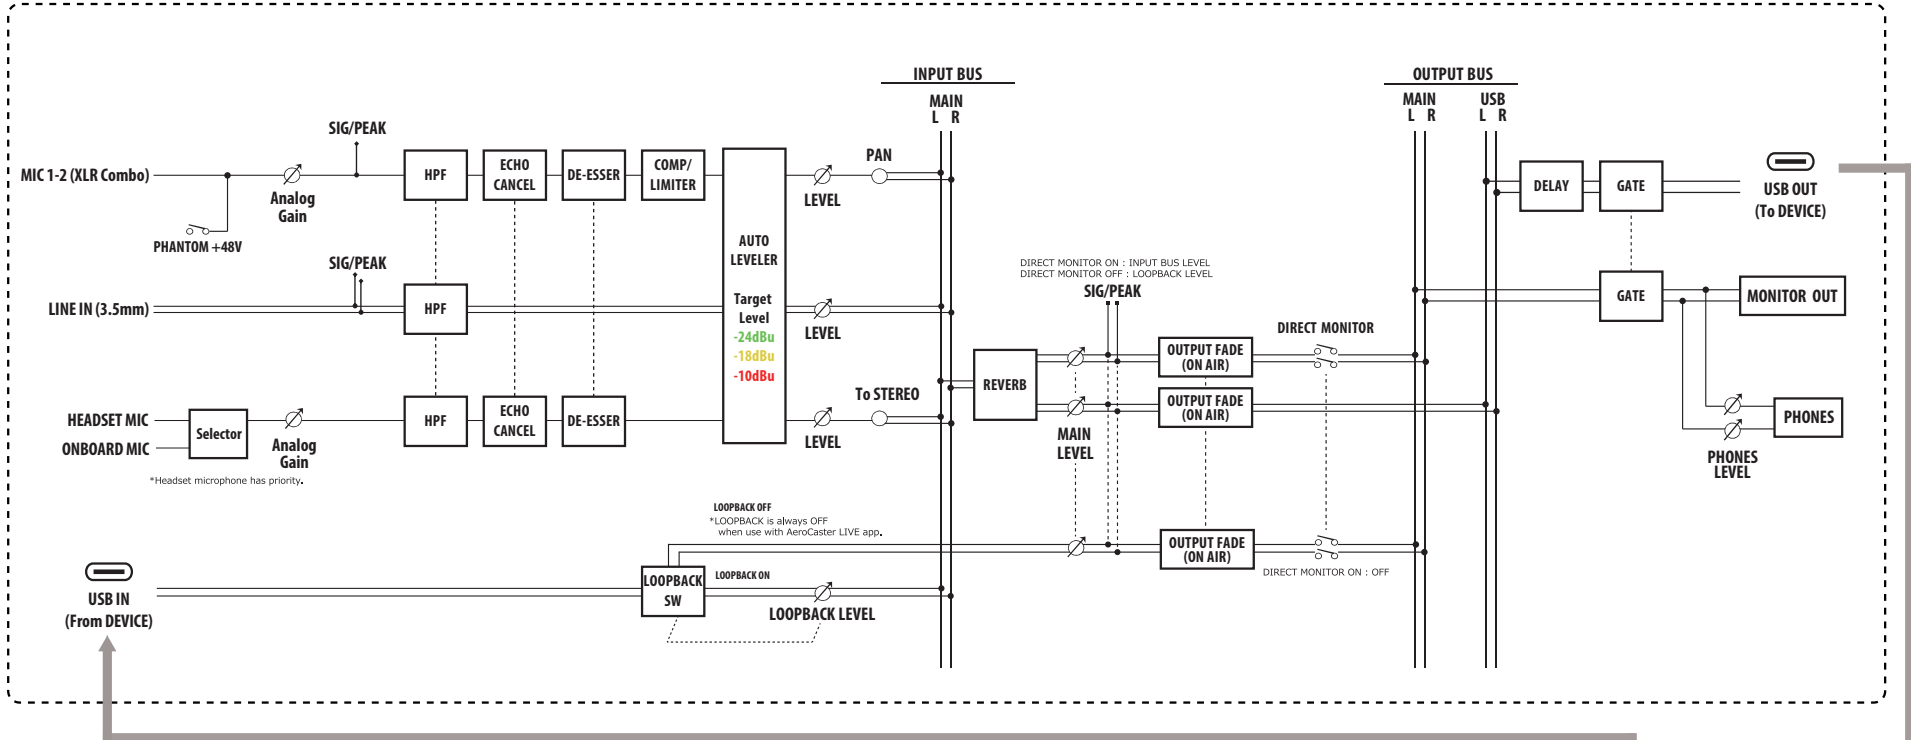 INPUT BUS
MAIN
L R
OUTPUT BUS
MAIN
L R
USB
L R
SIG/PEAK
MIC 1-2 (XLR Combo)
Analog
Gain
PHANTOM +48V
HPF
ECHO
CANCEL
DE-ESSER
COMP/
LIMITER
AUTO
LEVELER
Target
Level
-24dBu
-18dBu
-10dBu
LEVEL
PAN
DELAY
GATE
USB OUT
(To DEVICE)
SIG/PEAK
LINE IN (3.5mm)
HPF
LEVEL
DIRECT MONITOR ON : INPUT BUS LEVEL
DIRECT MONITOR OFF : LOOPBACK LEVEL
SIG/PEAK
GATE
MONITOR OUT
DIRECT MONITOR
REVERB
OUTPUT FADE
(ON AIR)
OUTPUT FADE
(ON AIR)
MAIN
LEVEL
To STEREO
HEADSET MIC
ONBOARD MIC
Selector
*Headset microphone has priority.
Analog
Gain
HPF
ECHO
CANCEL
DE-ESSER
LEVEL
PHONES
PHONES
LEVEL
LOOPBACK OFF
*LOOPBACK is always OFF
when use with AeroCaster LIVE app.
OUTPUT FADE
(ON AIR)
DIRECT MONITOR ON : OFF
USB IN
(From DEVICE)
LOOPBACK
SW
LOOPBACK ON
LOOPBACK LEVEL